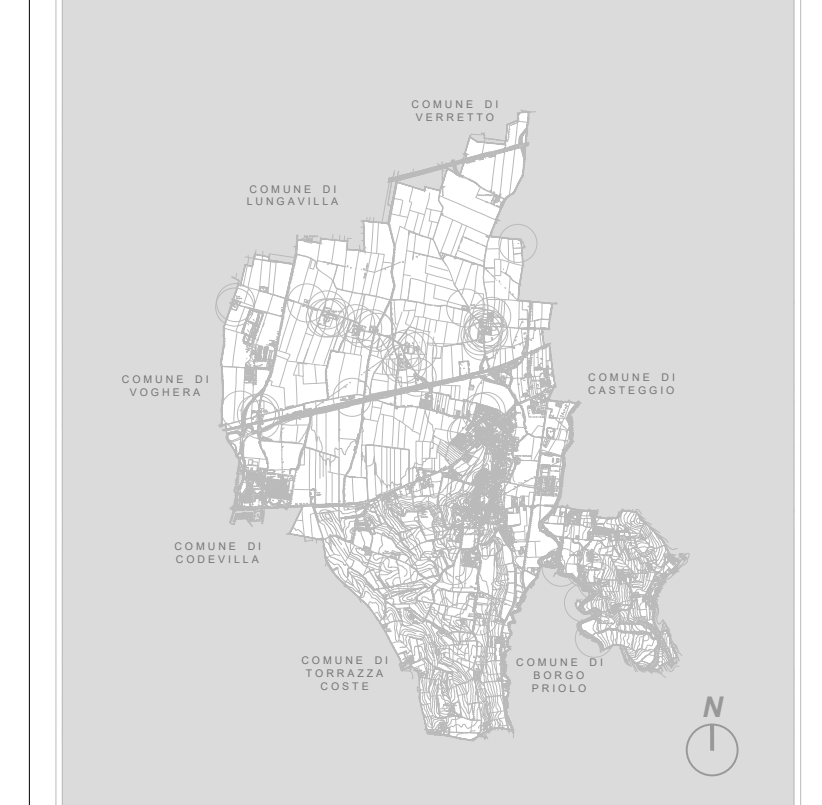 COMUNE DI
VERRETTO
COMUNE DI
LUNGAVILLA
COMUNE DI
VOGHERA
COMUNE DI
CASTEGGIO
COMUNE DI
CODEVILLA
COMUNE DI
TORRAZZA
COSTE
COMUNE DI
BORGO
PRIOLO
N